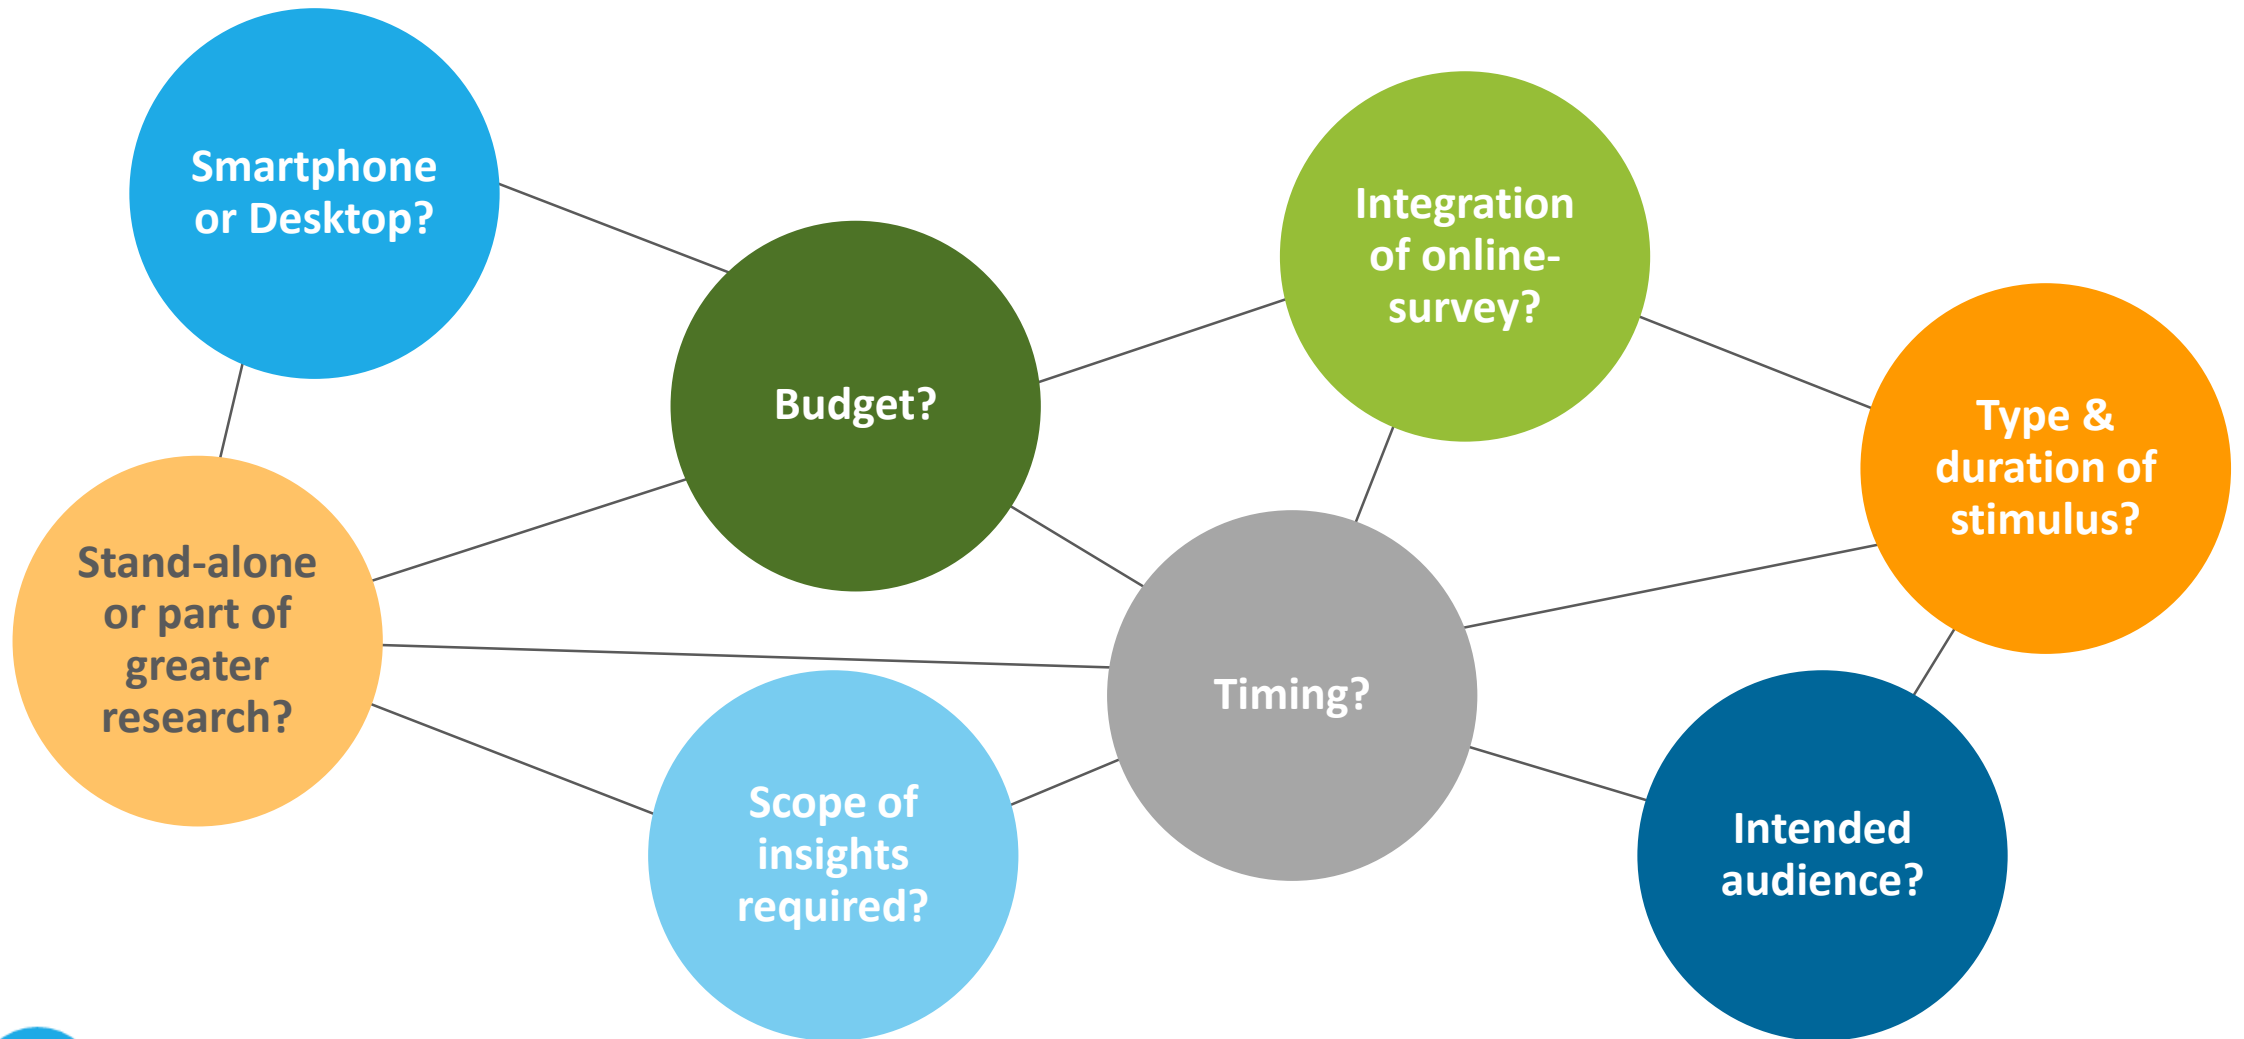 Smartphone
or Desktop?
Budget?
Integration
of online-
survey?
Type &
duration of
stimulus?
Stand-alone
or part of
greater
research?
Timing?
Scope of
insights
required?
Intended
audience?